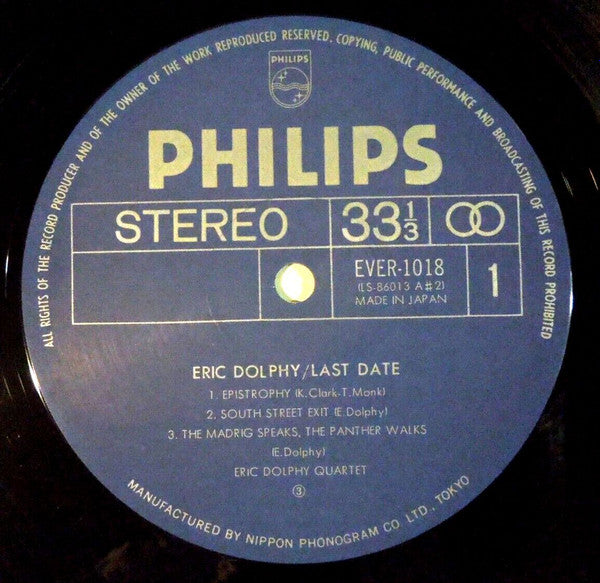 ALL RIGHTS OF THE RECORD PRODUCER AND OF THE OWNER OF THE WORK REPRODUCED RESERVED. COPYING, PUBLIC PERFORMANCE AND BROADCASTING OF THIS RECORD PROHIBITED
PHILIPS
PHILIPS
STEREO 33 1/3
EVER-1018
(LS-86013 A#2)
MADE IN JAPAN
1
ERIC DOLPHY/LAST DATE
1. EPISTROPHY (K.Clark-T.Monk)
2. SOUTH STREET EXIT (E.Dolphy)
3. THE MADRIG SPEAKS, THE PANTHER WALKS
(E.Dolphy)
ERIC DOLPHY QUARTET
③
MANUFACTURED BY NIPPON PHONOGRAM CO. LTD., TOKYO